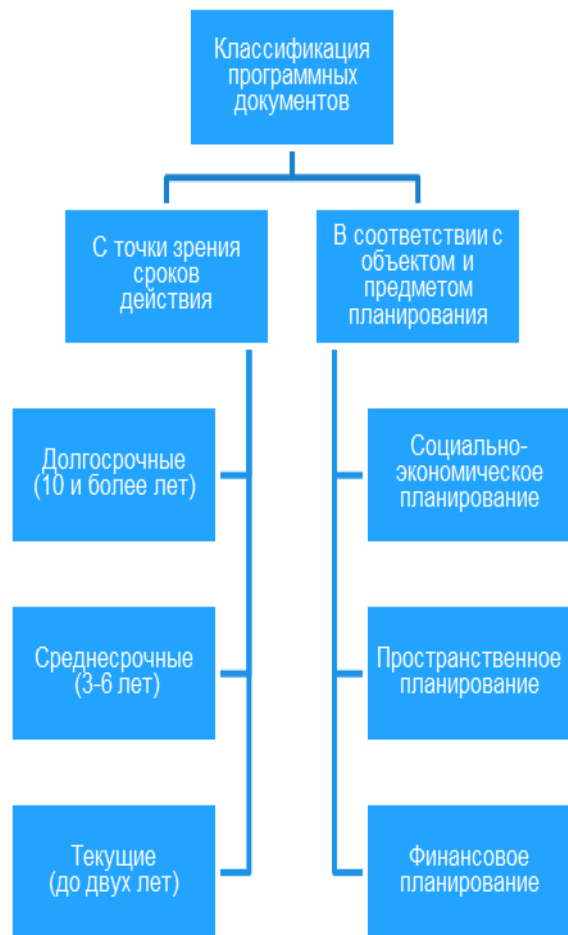 Классификация
программных
документов
С точки зрения
сроков
действия
В соответствии с
объектом и
предметом
планирования
Долгосрочные
(10 и более лет)
Среднесрочные
(3-6 лет)
Текущие
(до двух лет)
Социально-
экономическое
планирование
Пространственное
планирование
Финансовое
планирование